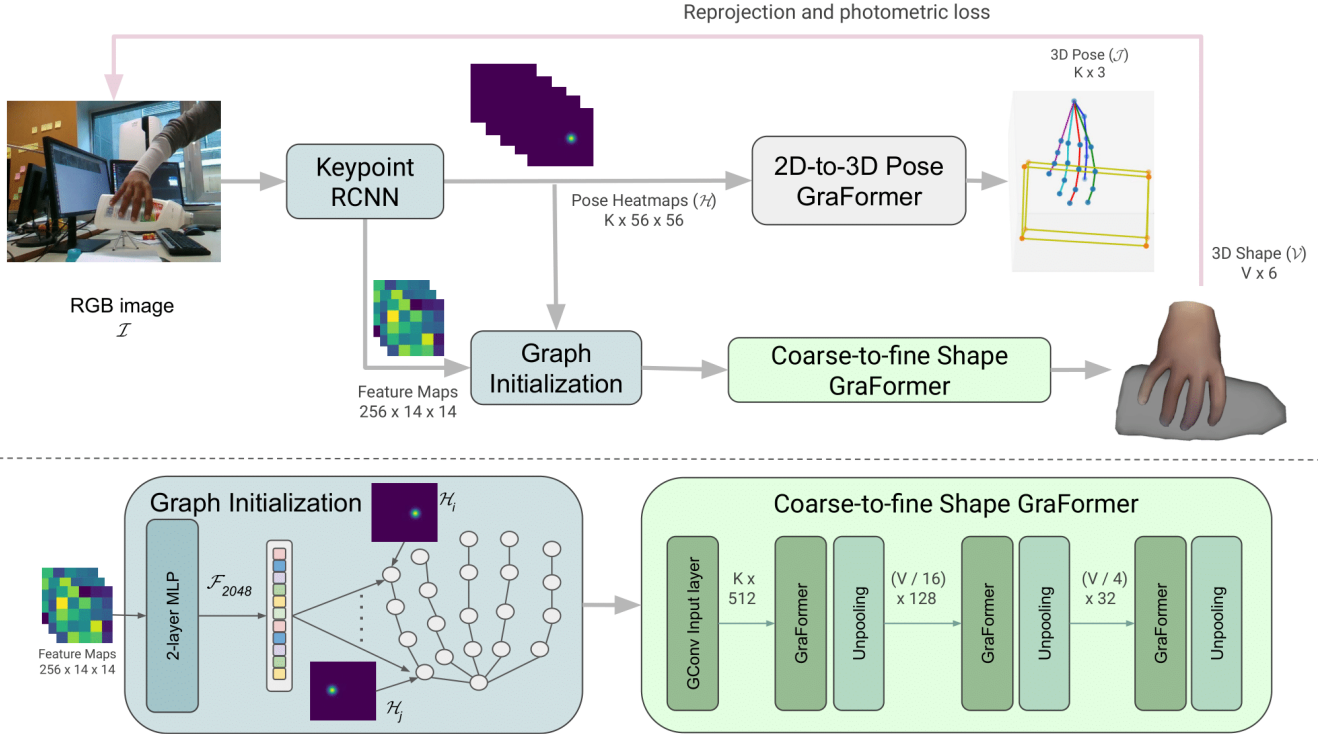 Reprojection and photometric loss
3D Pose (𝒥)
K x 3
Keypoint
RCNN
2D-to-3D Pose
GraFormer
Pose Heatmaps (ℋ)
K x 56 x 56
3D Shape (𝒱)
V x 6
RGB image
ℐ
Graph
Initialization
Coarse-to-fine Shape
GraFormer
Feature Maps
256 x 14 x 14
Graph Initialization
ℋi
2-layer MLP
ℱ2048
Feature Maps
256 x 14 x 14
ℋj
Coarse-to-fine Shape GraFormer
GConv Input layer
K x
512
GraFormer
Unpooling
(V / 16)
x 128
GraFormer
Unpooling
(V / 4)
x 32
GraFormer
Unpooling